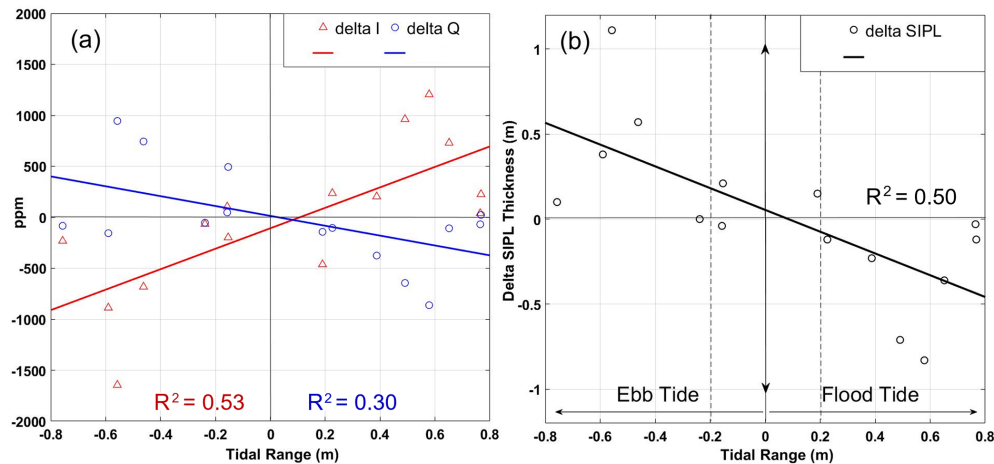 (a)
delta I
delta Q
2000
1500
1000
500
0
-500
-1000
-1500
-2000
ppm
R² = 0.53
R² = 0.30
-0.8
-0.6
-0.4
-0.2
0
0.2
0.4
0.6
0.8
Tidal Range (m)
(b)
delta SIPL
1
0.5
0
-0.5
-1
Delta SIPL Thickness (m)
R² = 0.50
Ebb Tide
Flood Tide
-0.8
-0.6
-0.4
-0.2
0
0.2
0.4
0.6
0.8
Tidal Range (m)